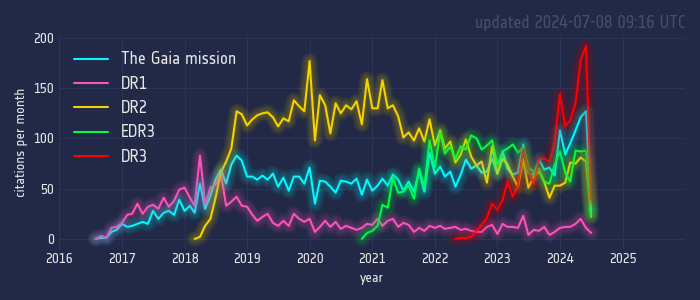 updated 2024-07-08 09:16 UTC
200
150
100
50
0
citations per month
The Gaia mission
DR1
DR2
EDR3
DR3
2016 2017 2018 2019 2020 2021 2022 2023 2024 2025
year